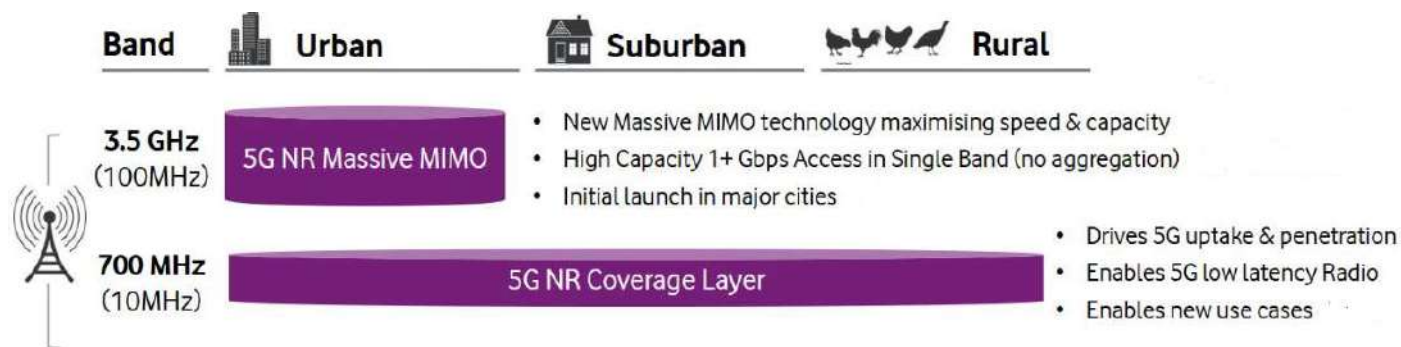 Band Urban Suburban Rural
3.5 GHz
(100MHz)
5G NR Massive MIMO
• New Massive MIMO technology maximising speed & capacity
• High Capacity 1+ Gbps Access in Single Band (no aggregation)
• Initial launch in major cities
700 MHz
(10MHz)
5G NR Coverage Layer
• Drives 5G uptake & penetration
• Enables 5G low latency Radio
• Enables new use cases